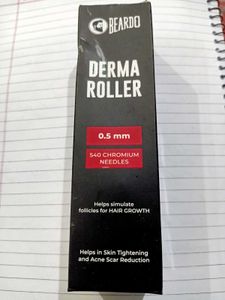 BEARDO
DERMA
ROLLER
0.5 mm
540 CHROMIUM
NEEDLES
Helps simulate
follicles for HAIR GROWTH
Helps in Skin Tightening
and Acne Scar Reduction